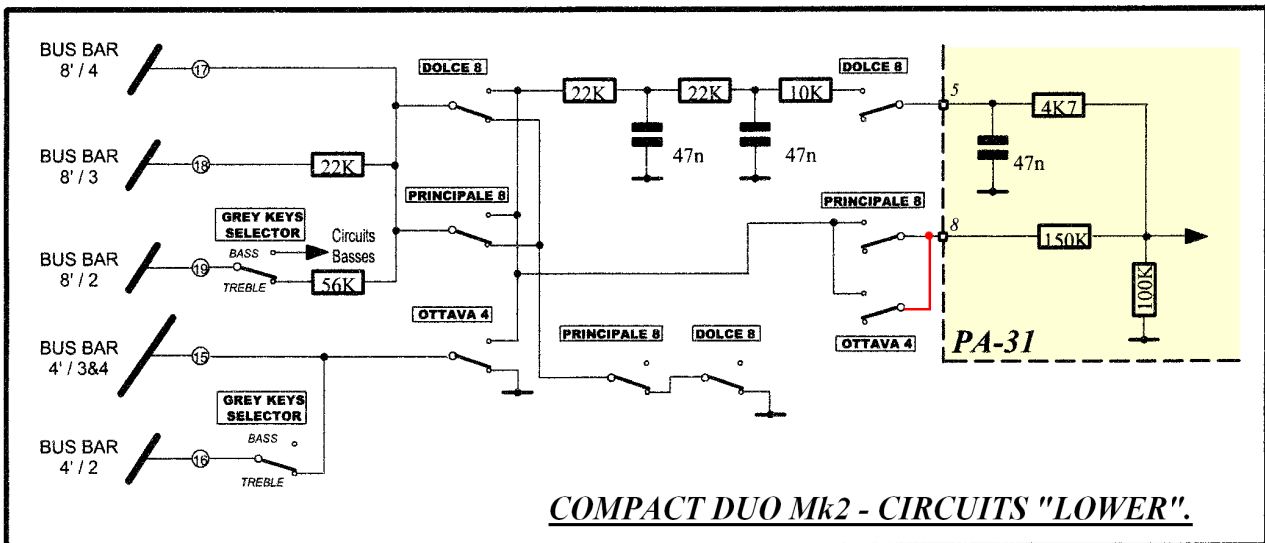 BUS BAR
8' / 4
17
DOLCE 8
22K
22K
10K
DOLCE 8
5
4K7
47n
47n
47n
BUS BAR
8' / 3
18
22K
PRINCIPALE 8
PRINCIPALE 8
GREY KEYS
SELECTOR
BASS
Circuits
Basses
BUS BAR
8' / 2
19
TREBLE
56K
8
150K
100K
OTTAVA 4
OTTAVA 4
PRINCIPALE 8
DOLCE 8
PA-31
BUS BAR
4' / 3&4
15
GREY KEYS
SELECTOR
BASS
BUS BAR
4' / 2
16
TREBLE
COMPACT DUO Mk2 - CIRCUITS "LOWER".